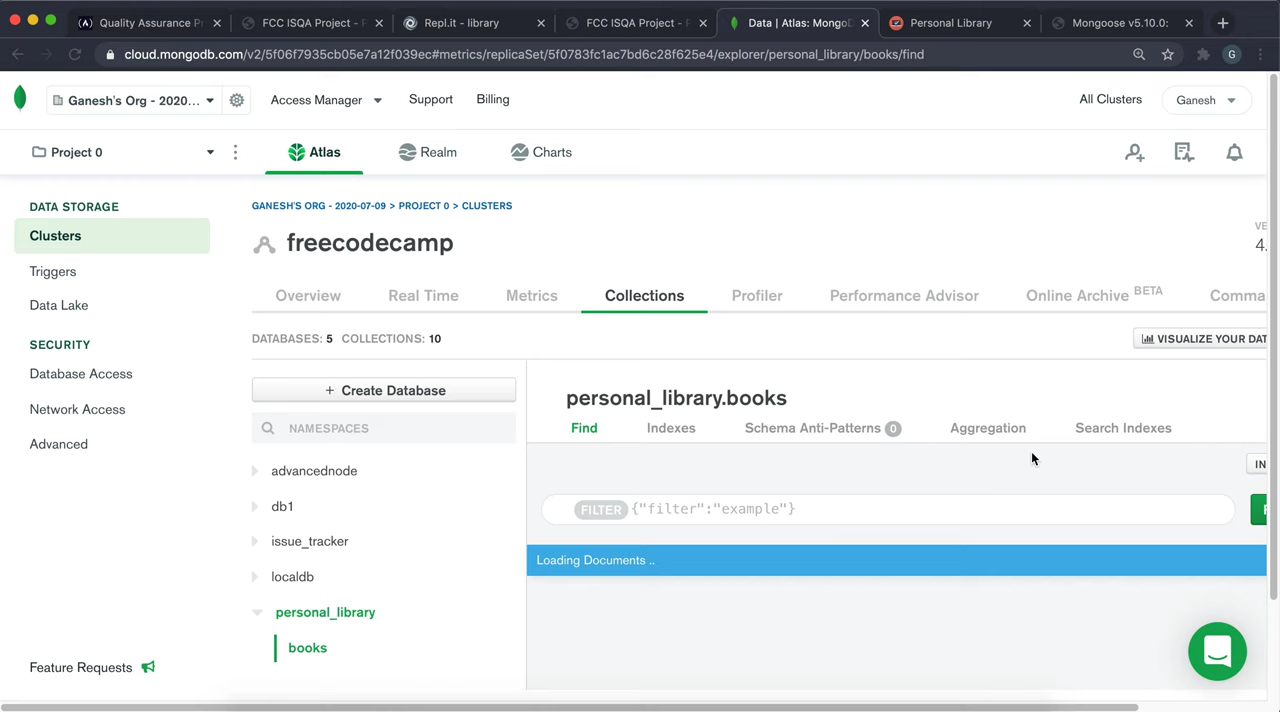 Quality Assurance P
FCC ISQA Project - F
Repl.it - library
FCC ISQA Project - F
Data | Atlas: MongoD
Personal Library
Mongoose v5.10.0:
cloud.mongodb.com/v2/5f06f7935cb05e7a12f039ec#metrics/replicaSet/5f0783fc1ac7bd6c28f625e4/explorer/personal_library/books/find
G
Ganesh's Org - 2020...
Access Manager
Support
Billing
All Clusters
Ganesh
Project 0
Atlas
Realm
Charts
DATA STORAGE
Clusters
Triggers
Data Lake
SECURITY
Database Access
Network Access
Advanced
Feature Requests
GANESH'S ORG - 2020-07-09 > PROJECT 0 > CLUSTERS
freecodecamp
VE
4.
Overview
Real Time
Metrics
Collections
Profiler
Performance Advisor
Online Archive BETA
Comma
DATABASES: 5 COLLECTIONS: 10
VISUALIZE YOUR DAT
+ Create Database
NAMESPACES
advancednode
db1
issue_tracker
localdb
personal_library
books
personal_library.books
Find
Indexes
Schema Anti-Patterns 0
Aggregation
Search Indexes
IN
FILTER {"filter":"example"}
Loading Documents ..